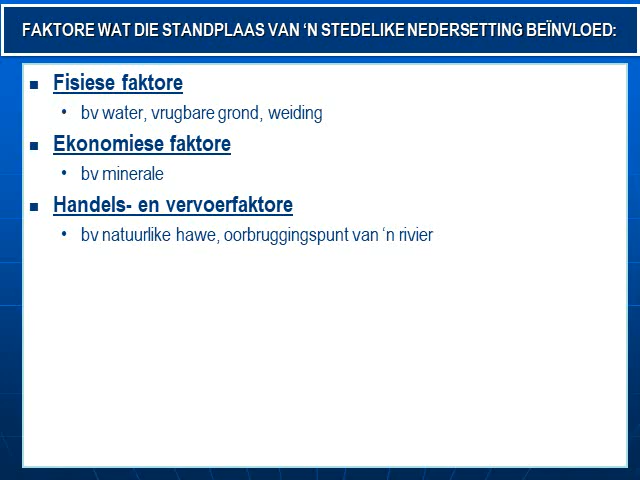 FAKTORE WAT DIE STANDPLAAS VAN ‘N STEDELIKE NEDERSETTING BEÏNVLOED:
■ Fisiese faktore
• bv water, vrugbare grond, weiding
■ Ekonomiese faktore
• bv minerale
■ Handels- en vervoerfaktore
• bv natuurlike hawe, oorbruggingspunt van ‘n rivier